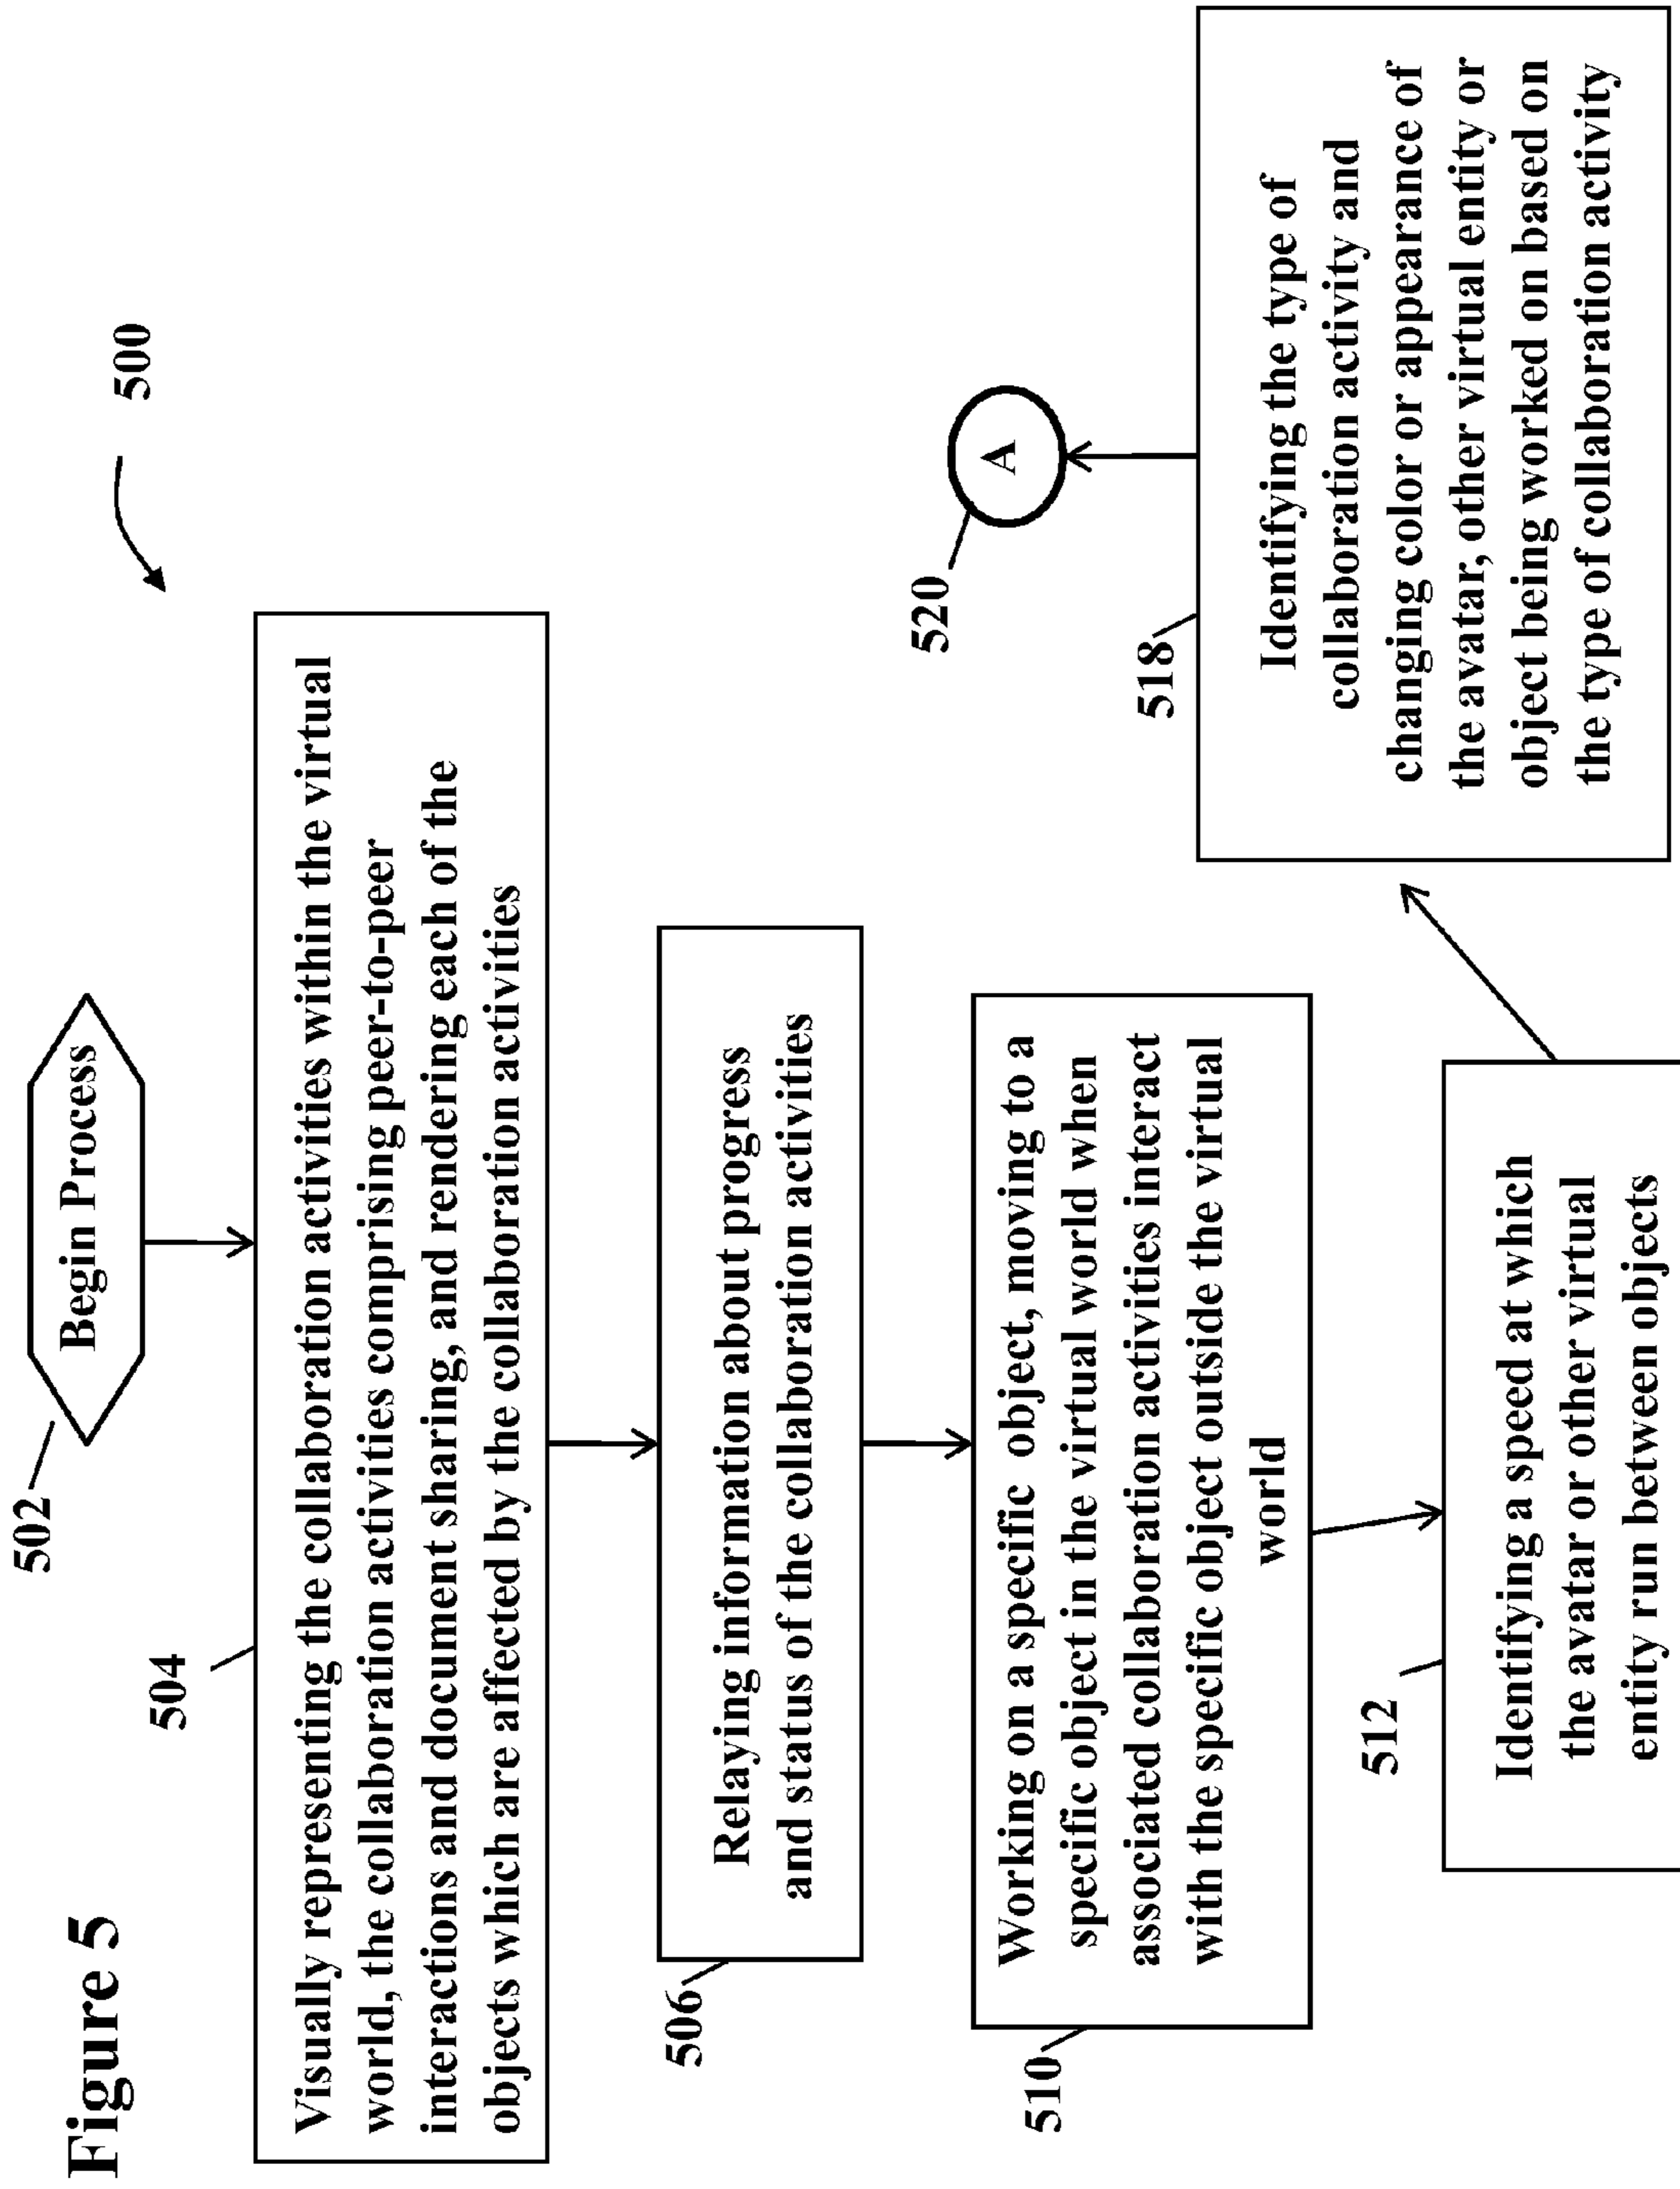 Figure 5
500
502
Begin Process
504
Visually representing the collaboration activities within the virtual
world, the collaboration activities comprising peer-to-peer
interactions and document sharing, and rendering each of the
objects which are affected by the collaboration activities
506
Relaying information about progress
and status of the collaboration activities
510
Working on a specific object, moving to a
specific object in the virtual world when
associated collaboration activities interact
with the specific object outside the virtual
world
512
Identifying a speed at which
the avatar or other virtual
entity run between objects
518
Identifying the type of
collaboration activity and
changing color or appearance of
the avatar, other virtual entity or
object being worked on based on
the type of collaboration activity
520
A